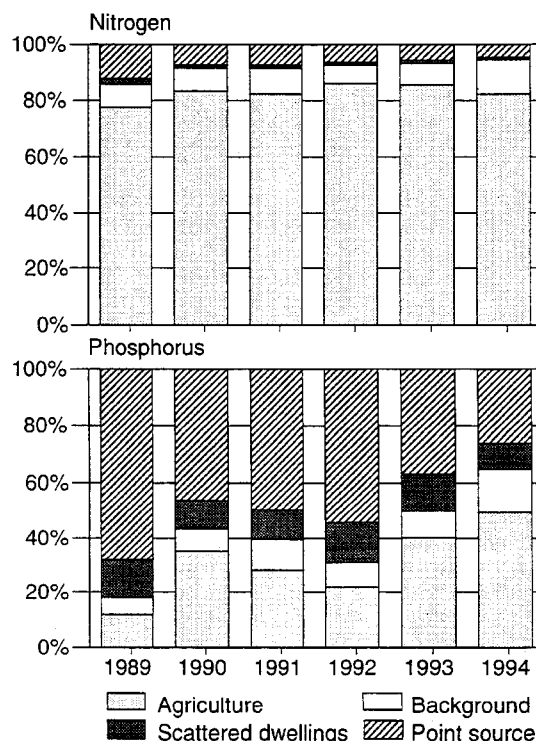 Nitrogen
100%
80%
60%
40%
20%
0%
Phosphorus
100%
80%
60%
40%
20%
0%
1989 1990 1991 1992 1993 1994
Agriculture Background
Scattered dwellings Point source